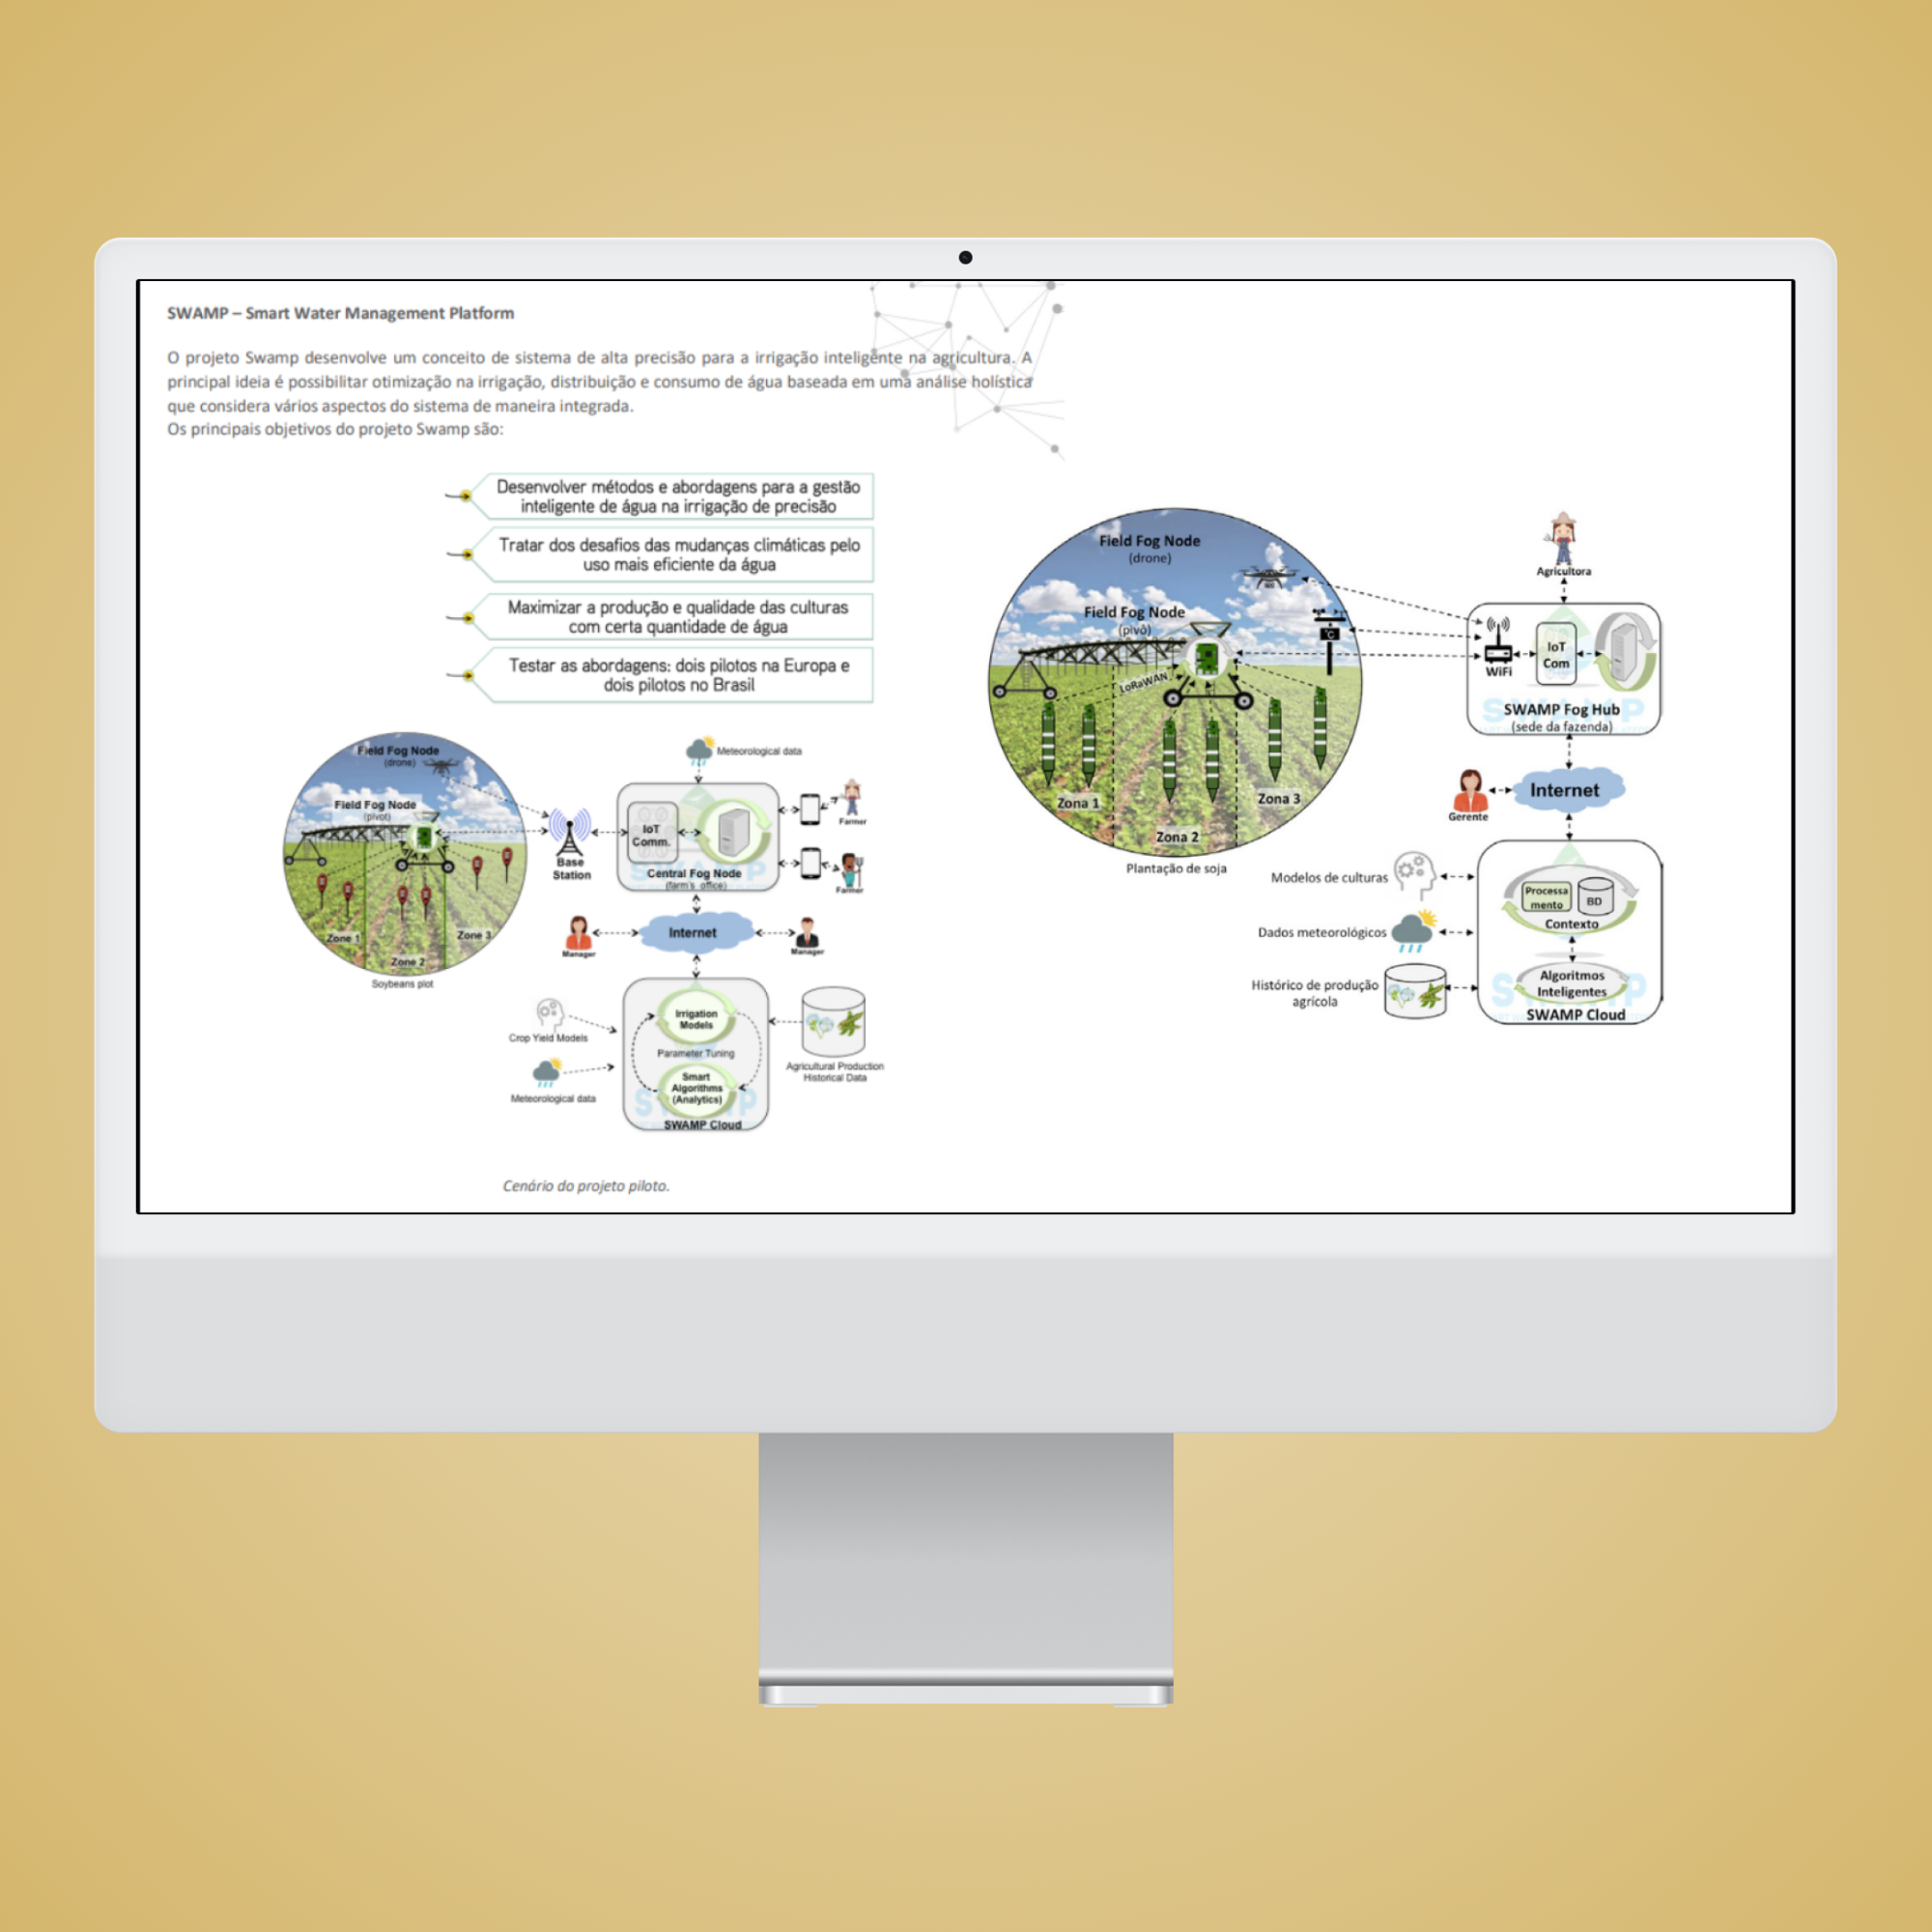 SWAMP – Smart Water Management Platform
O projeto Swamp desenvolve um conceito de sistema de alta precisão para a irrigação inteligente na agricultura. A
principal ideia é possibilitar otimização na irrigação, distribuição e consumo de água baseada em uma análise holística
que considera vários aspectos do sistema de maneira integrada.
Os principais objetivos do projeto Swamp são:
Desenvolver métodos e abordagens para a gestão
inteligente de água na irrigação de precisão
Tratar dos desafios das mudanças climáticas pelo
uso mais eficiente da água
Maximizar a produção e qualidade das culturas
com certa quantidade de água
Testar as abordagens: dois pilotos na Europa e
dois pilotos no Brasil
Field Fog Node
(drone)
Field Fog Node
(pivot)
Zone 1
Zone 2
Zone 3
Soybeans plot
Base
Station
Meteorological data
IoT
Comm.
Central Fog Node
(farm's office)
Farmer
Farmer
Manager
Internet
Manager
Crop Yield Models
Meteorological data
Irrigation
Models
Parameter Tuning
Smart
Algorithms
(Analytics)
SWAMP Cloud
Agricultural Production
Historical Data
Cenário do projeto piloto.
Field Fog Node
(drone)
Field Fog Node
(pivô)
°C
LoRaWAN
Zona 1
Zona 2
Zona 3
Plantação de soja
Agricultora
WiFi
IoT
Com
SWAMP Fog Hub
(sede da fazenda)
Gerente
Internet
Modelos de culturas
Dados meteorológicos
Histórico de produção
agrícola
Processa
mento
BD
Contexto
Algoritmos
Inteligentes
SWAMP Cloud